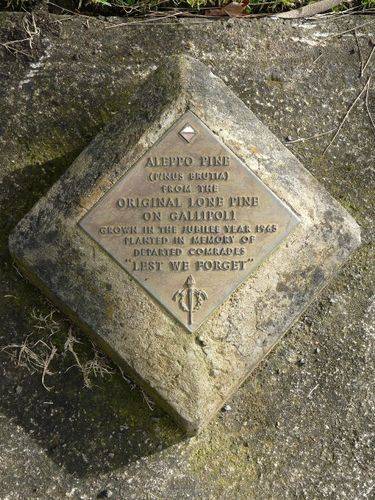 ALEPPO PINE
(PINUS BRUTIA)
FROM THE
ORIGINAL LONE PINE
ON GALLIPOLI
GROWN IN THE JUBILEE YEAR 1965
PLANTED IN MEMORY OF
DEPARTED COMRADES
"LEST WE FORGET"